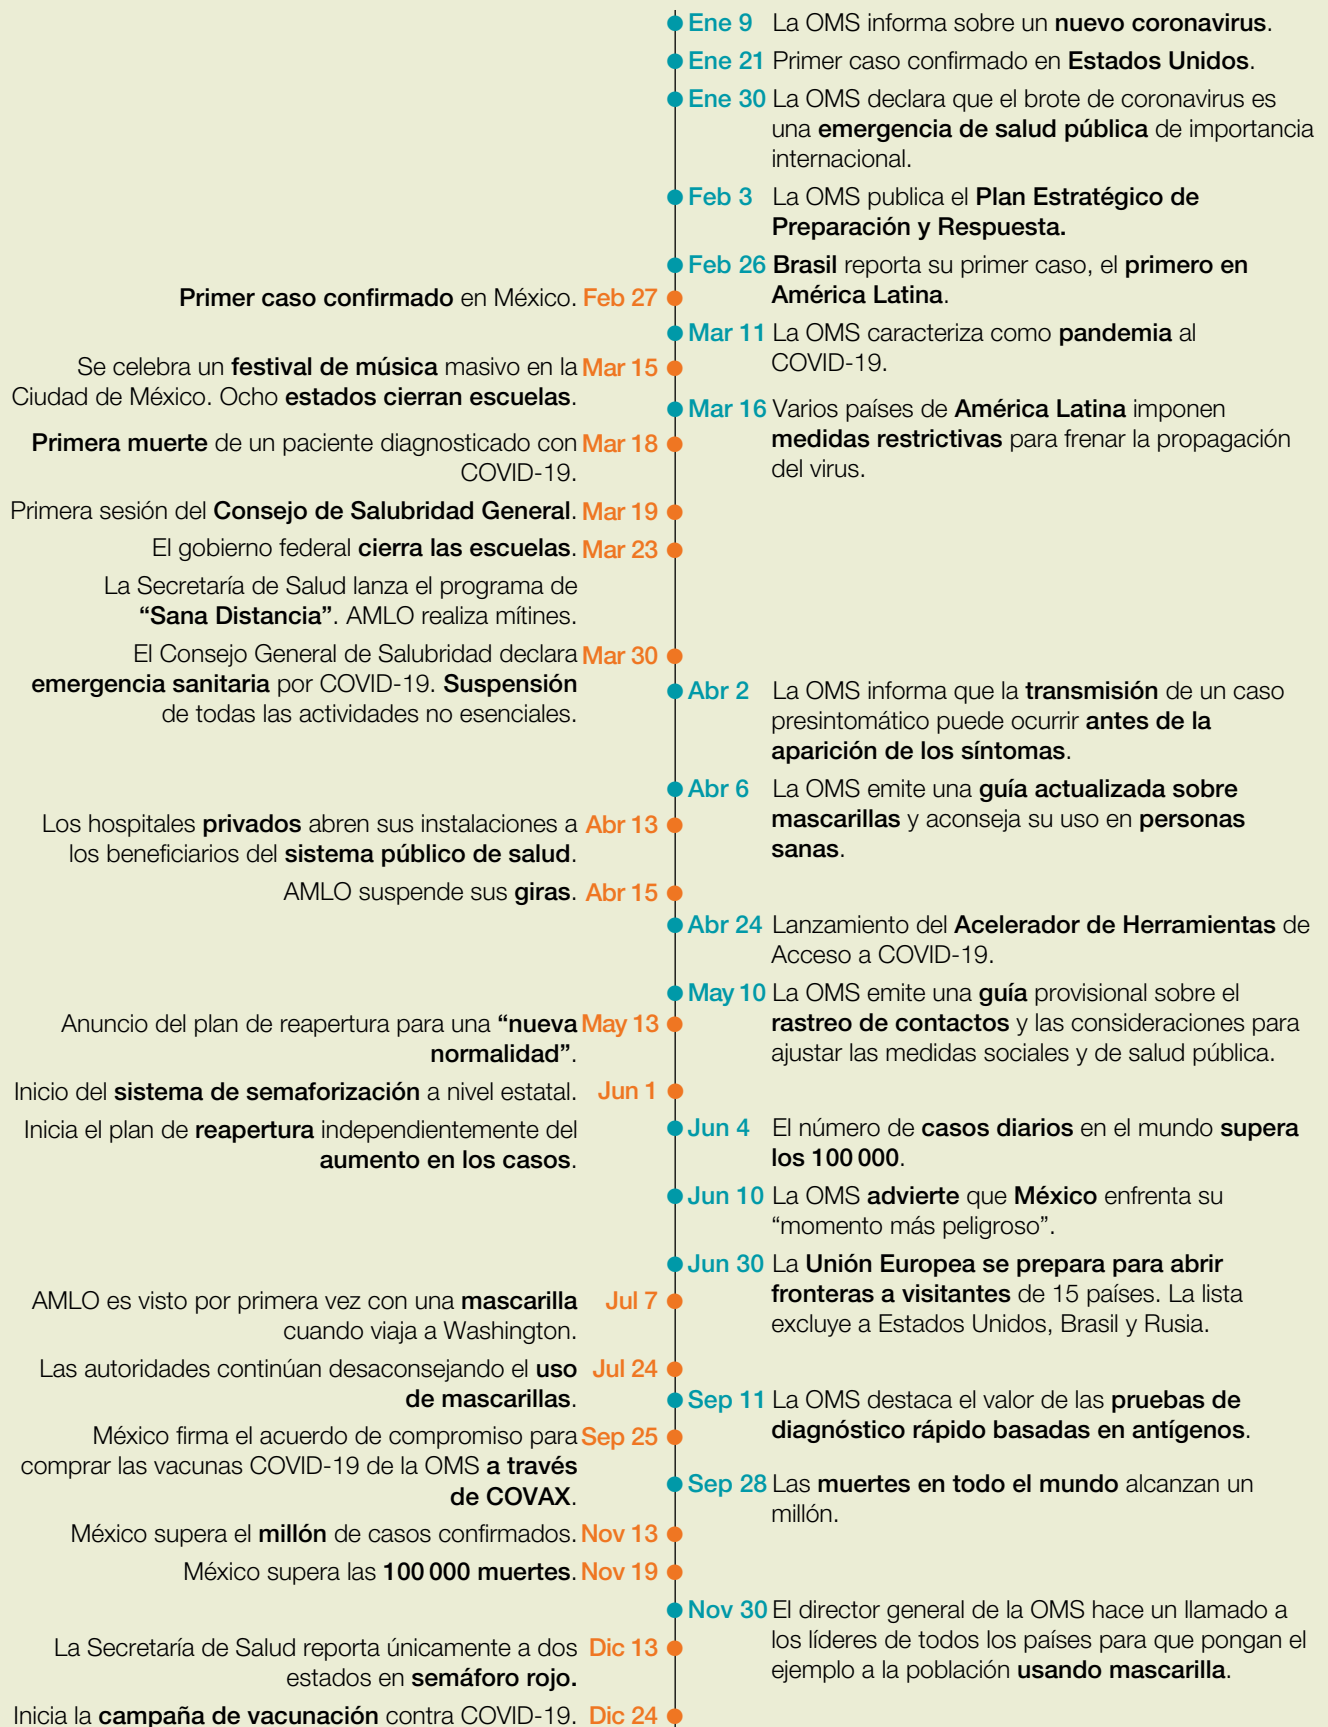 Ene 9 La OMS informa sobre un nuevo coronavirus.
Ene 21 Primer caso confirmado en Estados Unidos.
Ene 30 La OMS declara que el brote de coronavirus es
una emergencia de salud pública de importancia
internacional.
Feb 3 La OMS publica el Plan Estratégico de
Preparación y Respuesta.
Feb 26 Brasil reporta su primer caso, el primero en
América Latina.
Primer caso confirmado en México. Feb 27
Mar 11 La OMS caracteriza como pandemia al
COVID-19.
Se celebra un festival de música masivo en la Mar 15
Ciudad de México. Ocho estados cierran escuelas.
Mar 16 Varios países de América Latina imponen
medidas restrictivas para frenar la propagación
del virus.
Primera muerte de un paciente diagnosticado con Mar 18
COVID-19.
Primera sesión del Consejo de Salubridad General. Mar 19
El gobierno federal cierra las escuelas. Mar 23
La Secretaría de Salud lanza el programa de
“Sana Distancia”. AMLO realiza mítines.
El Consejo General de Salubridad declara Mar 30
emergencia sanitaria por COVID-19. Suspensión
de todas las actividades no esenciales.
Abr 2 La OMS informa que la transmisión de un caso
presintomático puede ocurrir antes de la
aparición de los síntomas.
Abr 6 La OMS emite una guía actualizada sobre
mascarillas y aconseja su uso en personas
sanas.
Los hospitales privados abren sus instalaciones a Abr 13
los beneficiarios del sistema público de salud.
AMLO suspende sus giras. Abr 15
Abr 24 Lanzamiento del Acelerador de Herramientas de
Acceso a COVID-19.
May 10 La OMS emite una guía provisional sobre el
rastreo de contactos y las consideraciones para
ajustar las medidas sociales y de salud pública.
Anuncio del plan de reapertura para una “nueva May 13
normalidad”.
Inicio del sistema de semaforización a nivel estatal. Jun 1
Inicia el plan de reapertura independientemente del
aumento en los casos.
Jun 4 El número de casos diarios en el mundo supera
los 100 000.
Jun 10 La OMS advierte que México enfrenta su
“momento más peligroso”.
Jun 30 La Unión Europea se prepara para abrir
fronteras a visitantes de 15 países. La lista
excluye a Estados Unidos, Brasil y Rusia.
AMLO es visto por primera vez con una mascarilla Jul 7
cuando viaja a Washington.
Las autoridades continúan desaconsejando el uso Jul 24
de mascarillas.
Sep 11 La OMS destaca el valor de las pruebas de
diagnóstico rápido basadas en antígenos.
México firma el acuerdo de compromiso para Sep 25
comprar las vacunas COVID-19 de la OMS a través
de COVAX.
Sep 28 Las muertes en todo el mundo alcanzan un
millón.
México supera el millón de casos confirmados. Nov 13
México supera las 100 000 muertes. Nov 19
Nov 30 El director general de la OMS hace un llamado a
los líderes de todos los países para que pongan el
ejemplo a la población usando mascarilla.
La Secretaría de Salud reporta únicamente a dos Dic 13
estados en semáforo rojo.
Inicia la campaña de vacunación contra COVID-19. Dic 24